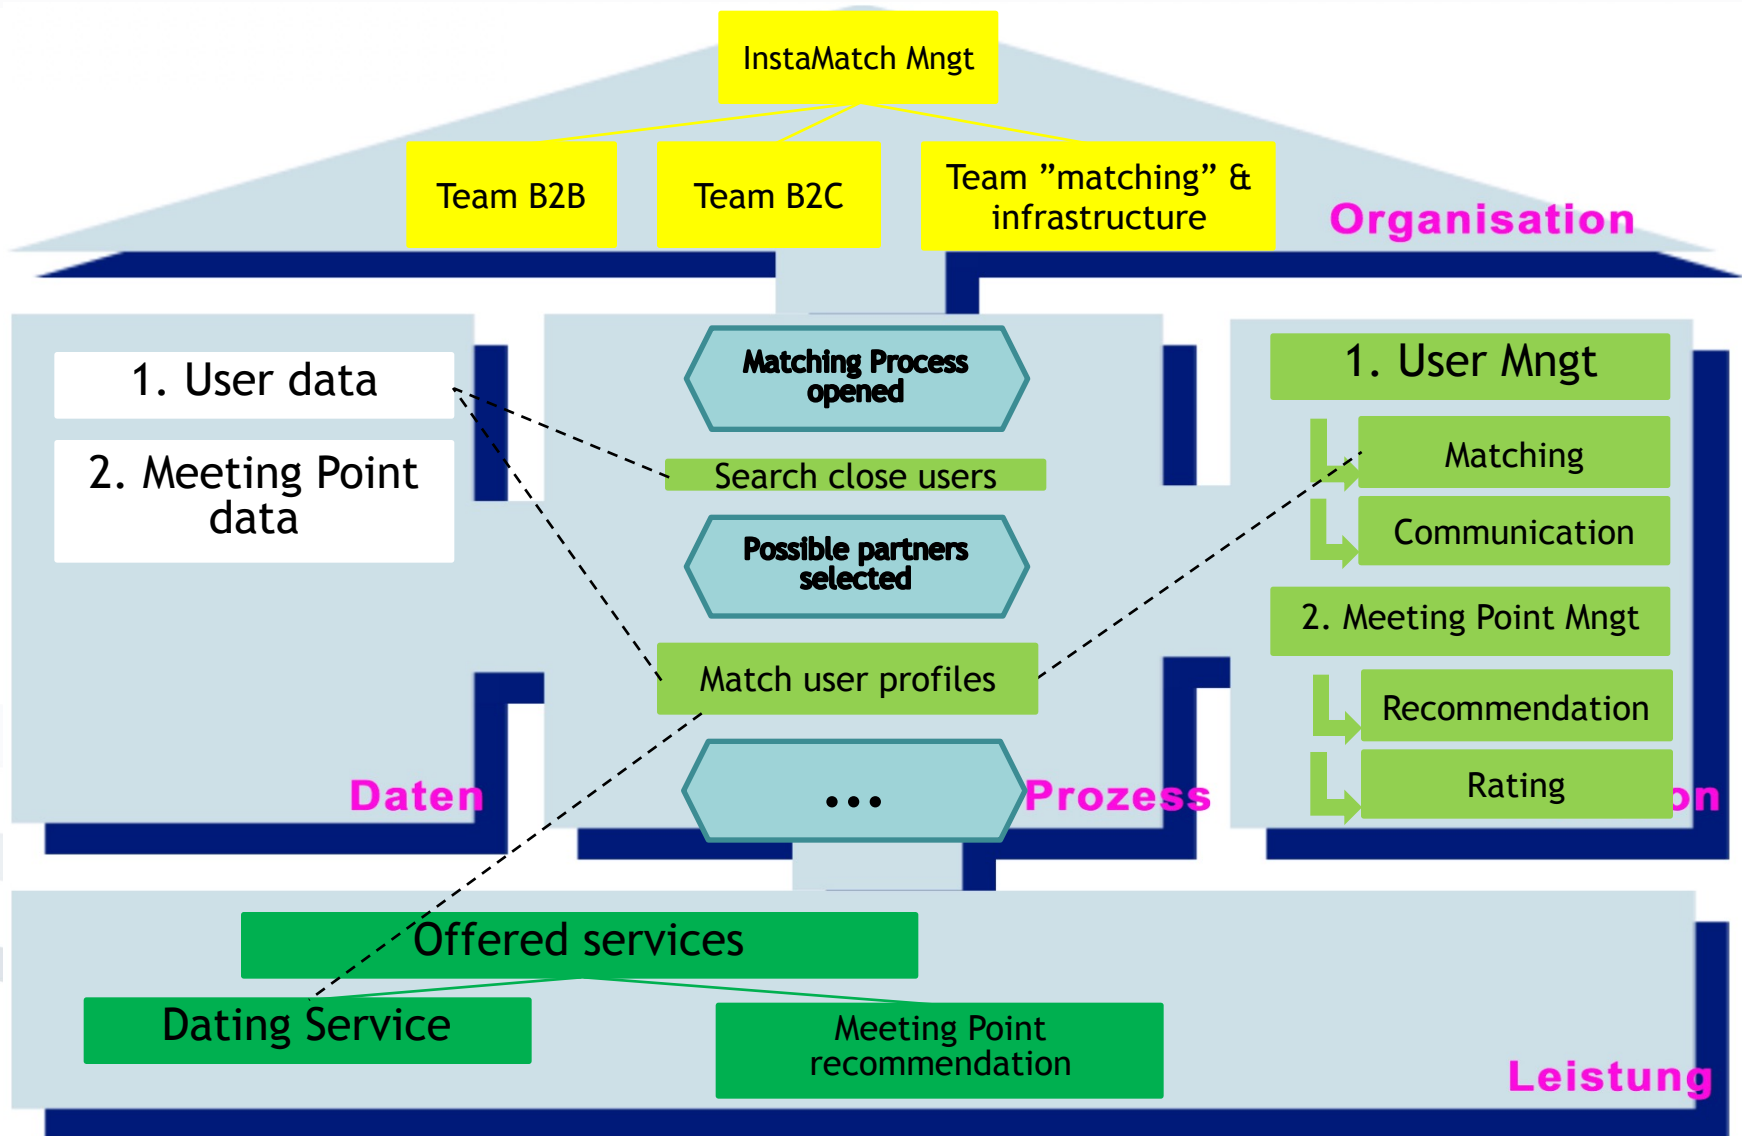 InstaMatch Mngt
Team B2B
Team B2C
Team ”matching” &
infrastructure
Organisation
1. User data
2. Meeting Point
data
Daten
Matching Process
opened
Search close users
Possible partners
selected
Match user profiles
...
Prozess
1. User Mngt
Matching
Communication
2. Meeting Point Mngt
Recommendation
Rating
on
Offered services
Dating Service
Meeting Point
recommendation
Leistung